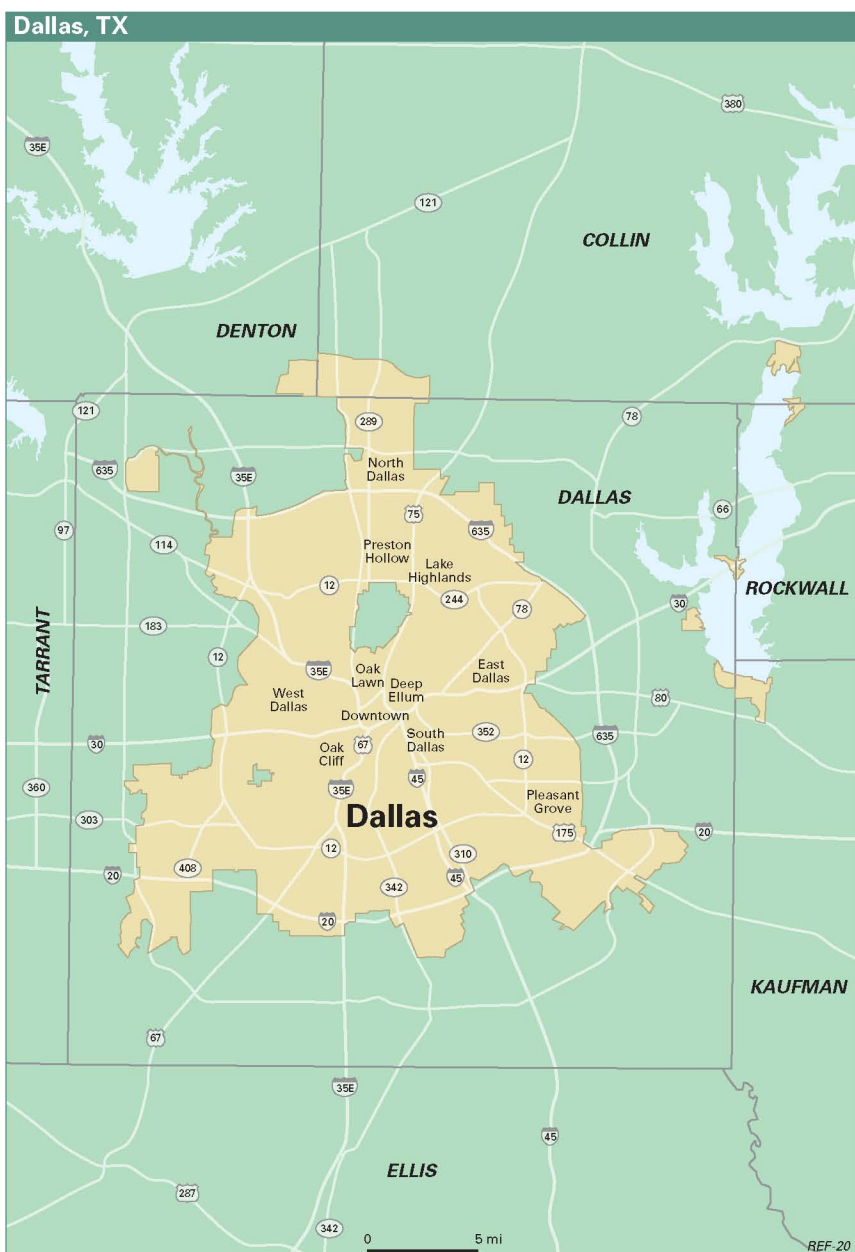 Dallas, TX
380
35E
121
COLLIN
DENTON
121
289
78
North
Dallas
635
35E
DALLAS
75
66
97
635
114
Preston
Hollow
Lake
Highlands
12
244
78
ROCKWALL
30
183
TARRANT
12
35E
Oak
Lawn
East
Dallas
Deep
Ellum
West
Dallas
80
Downtown
352
South
Dallas
635
30
67
Oak
Cliff
12
45
360
35E
Pleasant
Grove
Dallas
303
175
20
12
310
408
20
45
342
20
KAUFMAN
67
35E
45
ELLIS
287
342
0 5 mi
REF-20